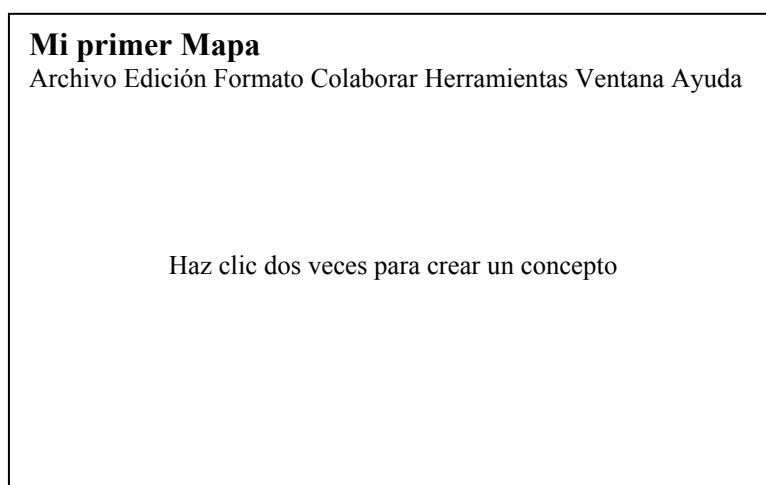 Mi primer Mapa
Archivo Edición Formato Colaborar Herramientas Ventana Ayuda
Haz clic dos veces para crear un concepto